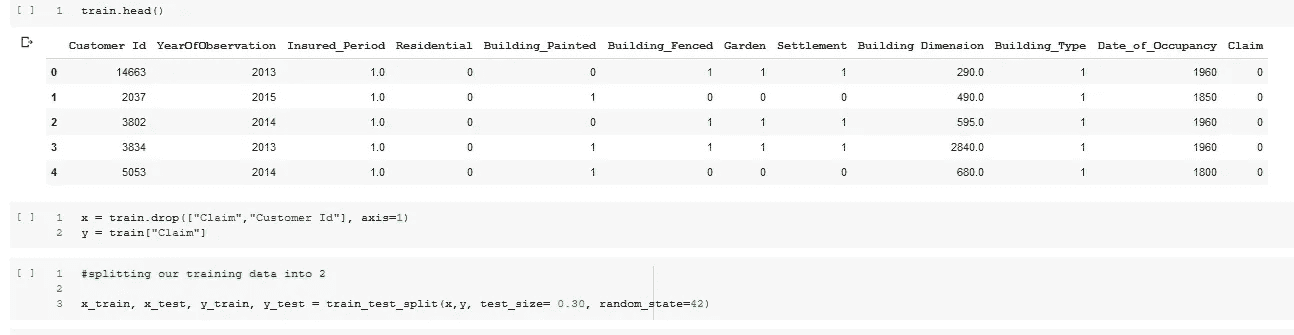 [ ] 1 train.head()
Customer Id YearOfObservation Insured_Period Residential Building_Painted Building_Fenced Garden Settlement Building Dimension Building_Type Date_of_Occupancy Claim
0 14663 2013 1.0 0 0 1 1 1 290.0 1 1960 0
1 2037 2015 1.0 0 1 0 0 0 490.0 1 1850 0
2 3802 2014 1.0 0 0 1 1 1 595.0 1 1960 0
3 3834 2013 1.0 0 1 1 1 1 2840.0 1 1960 0
4 5053 2014 1.0 0 1 0 0 0 680.0 1 1800 0
[ ] 1 x = train.drop(["Claim","Customer Id"], axis=1)
2 y = train["Claim"]
[ ] 1 #splitting our training data into 2
2
3 x_train, x_test, y_train, y_test = train_test_split(x,y, test_size= 0.30, random_state=42)